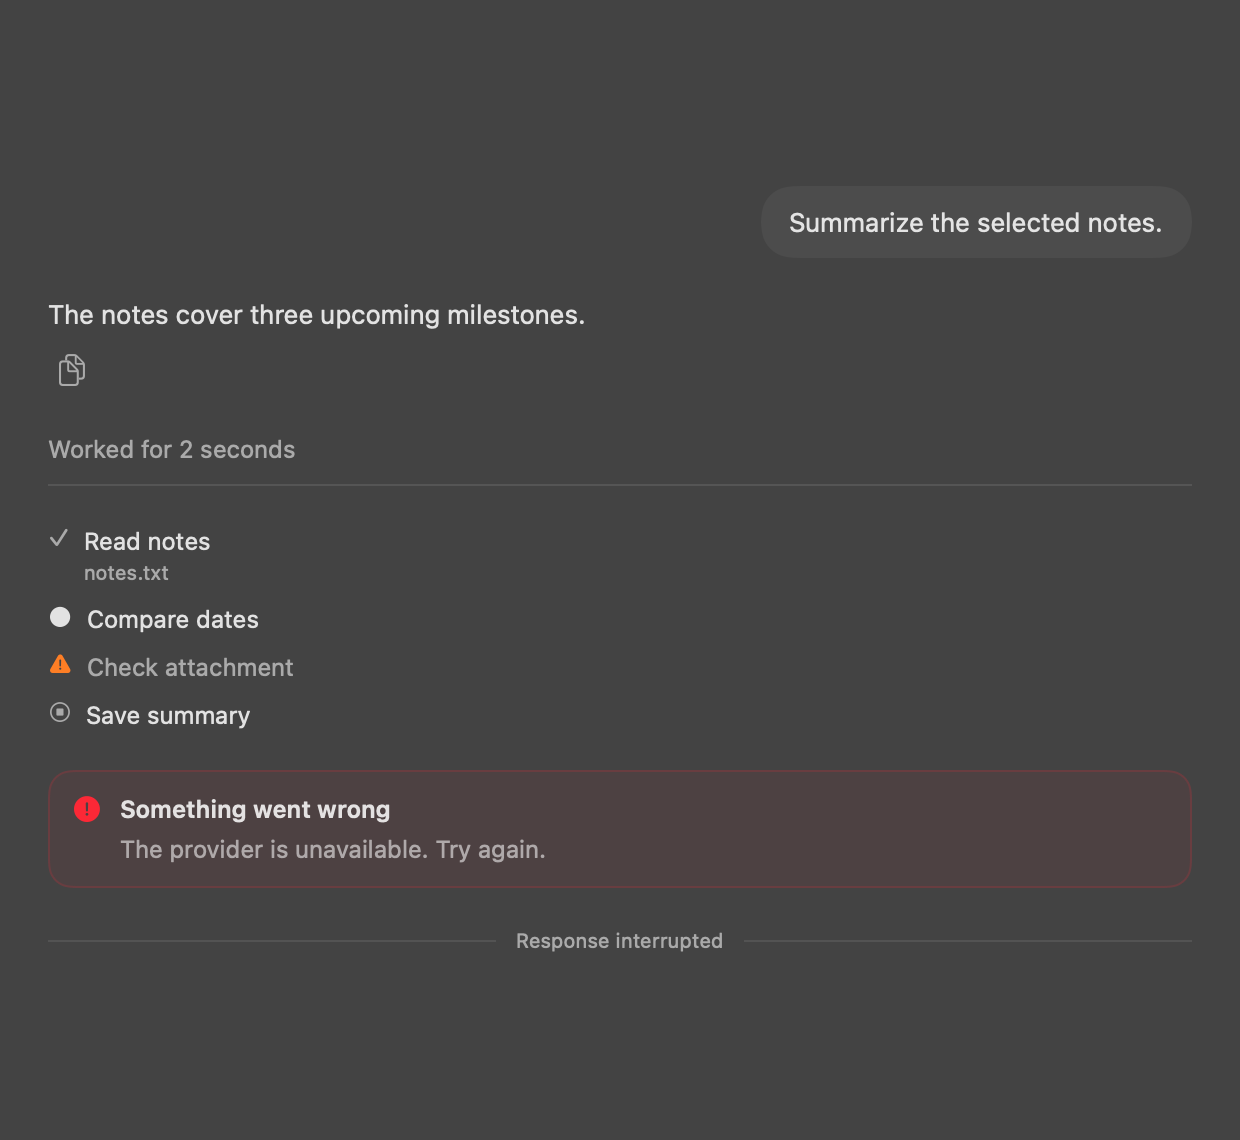 Summarize the selected notes.
The notes cover three upcoming milestones.
Worked for 2 seconds
Read notes
notes.txt
Compare dates
Check attachment
Save summary
Something went wrong
The provider is unavailable. Try again.
Response interrupted